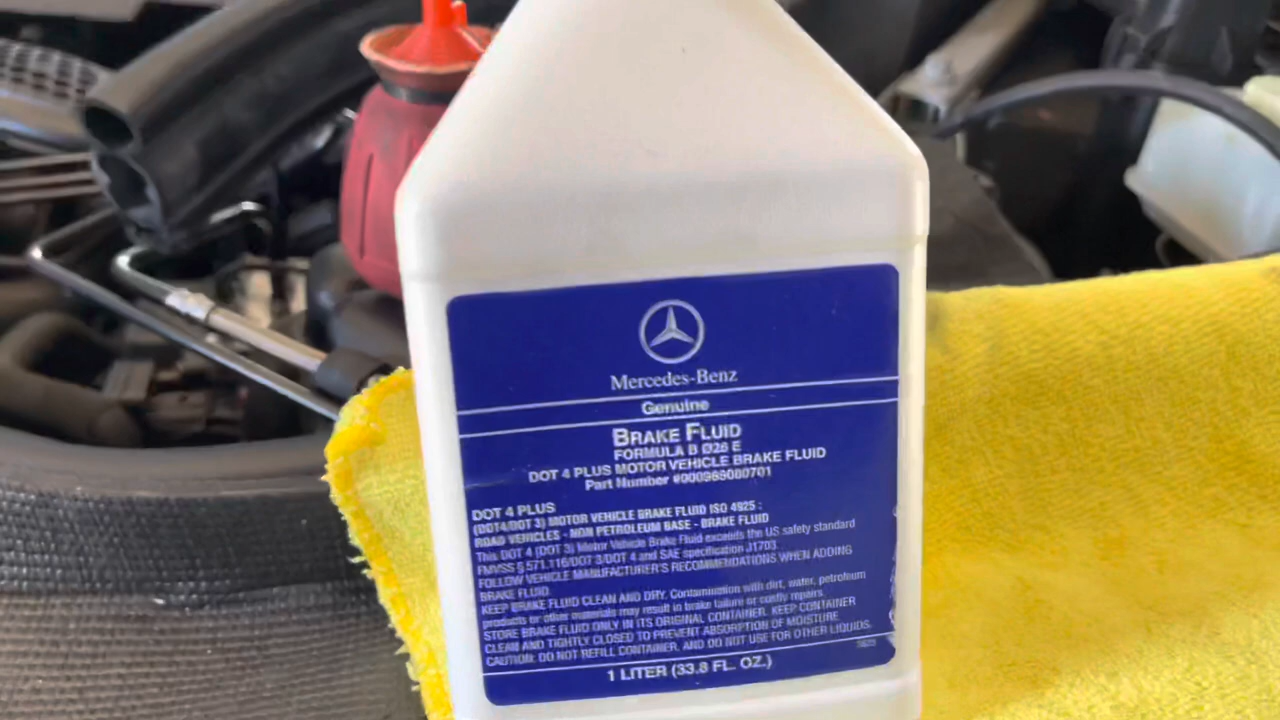 Mercedes-Benz
Genuine
BRAKE FLUID
FORMULA B Ø26 E
DOT 4 PLUS MOTOR VEHICLE BRAKE FLUID
Part Number #000989080701
DOT 4 PLUS
(DOT4/DOT 3) MOTOR VEHICLE BRAKE FLUID ISO 4925 :
ROAD VEHICLES - NON PETROLEUM BASE - BRAKE FLUID
This DOT 4 (DOT 3) Motor Vehicle Brake Fluid exceeds the US safety standard
FMVSS § 571.116/DOT 3/DOT 4 and SAE specification J1703.
FOLLOW VEHICLE MANUFACTURER'S RECOMMENDATIONS WHEN ADDING
BRAKE FLUID.
KEEP BRAKE FLUID CLEAN AND DRY. Contamination with dirt, water, petroleum
products or other materials may result in brake failure or costly repairs.
STORE BRAKE FLUID ONLY IN ITS ORIGINAL CONTAINER. KEEP CONTAINER
CLEAN AND TIGHTLY CLOSED TO PREVENT ABSORPTION OF MOISTURE.
CAUTION: DO NOT REFILL CONTAINER, AND DO NOT USE FOR OTHER LIQUIDS.
1 LITER (33.8 FL. OZ.)